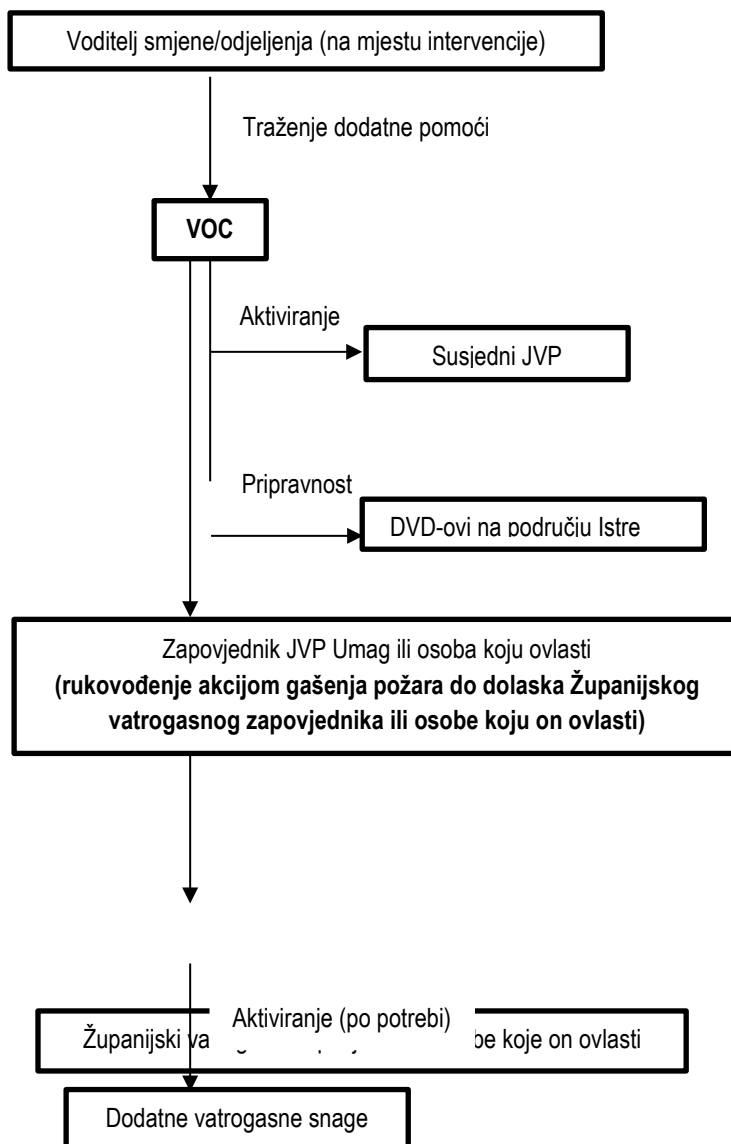 Voditelj smjene/odjeljenja (na mjestu intervencije)
Traženje dodatne pomoći
VOC
Aktiviranje
Susjedni JVP
Pripravnost
DVD-ovi na području Istre
Zapovjednik JVP Umag ili osoba koju ovlasti
(rukovođenje akcijom gašenja požara do dolaska Županijskog
vatrogasnog zapovjednika ili osobe koju on ovlasti)
Aktiviranje (po potrebi)
Županijski koje on ovlasti
Dodatne vatrogasne snage